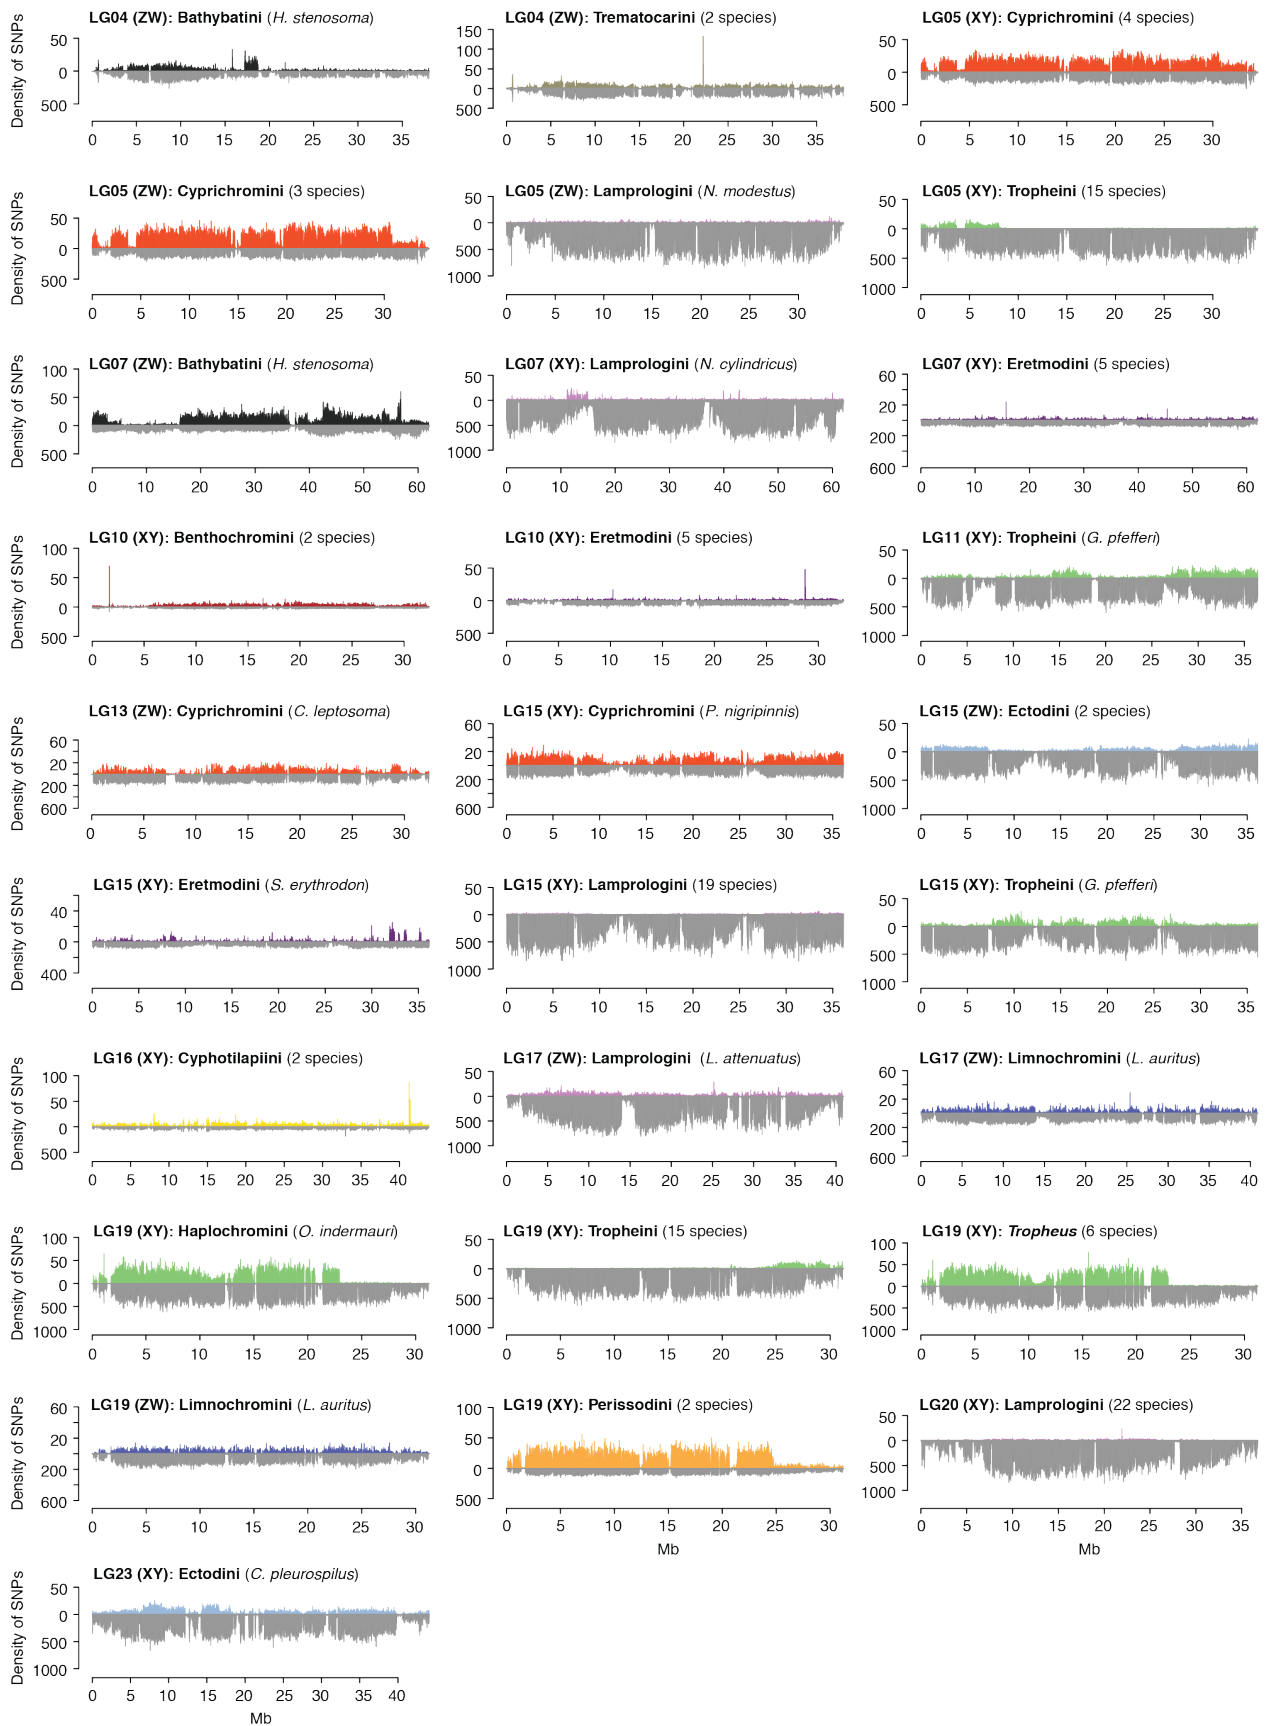 LG04 (ZW): Bathybatini (H. stenosoma)
LG04 (ZW): Trematocarini (2 species)
LG05 (XY): Cyprichromini (4 species)
Density of SNPs
50
0
500
0 5 10 15 20 25 30 35
150
100
50
0
500
0 5 10 15 20 25 30 35
50
0
500
0 5 10 15 20 25 30
LG05 (ZW): Cyprichromini (3 species)
LG05 (ZW): Lamprologini (N. modestus)
LG05 (XY): Tropheini (15 species)
Density of SNPs
50
0
500
0 5 10 15 20 25 30
50
0
500
1000
0 5 10 15 20 25 30
50
0
500
1000
0 5 10 15 20 25 30
LG07 (ZW): Bathybatini (H. stenosoma)
LG07 (XY): Lamprologini (N. cylindricus)
LG07 (XY): Eretmodini (5 species)
Density of SNPs
100
50
0
500
0 10 20 30 40 50 60
50
0
500
1000
0 10 20 30 40 50 60
60
20
200
600
0 10 20 30 40 50 60
LG10 (XY): Benthochromini (2 species)
LG10 (XY): Eretmodini (5 species)
LG11 (XY): Tropheini (G. pfefferi)
Density of SNPs
100
50
0
500
0 5 10 15 20 25 30
50
0
500
0 5 10 15 20 25 30
50
0
500
1000
0 5 10 15 20 25 30 35
LG13 (ZW): Cyprichromini (C. leptosoma)
LG15 (XY): Cyprichromini (P. nigripinnis)
LG15 (ZW): Ectodini (2 species)
Density of SNPs
60
20
200
600
0 5 10 15 20 25 30
60
20
200
600
0 5 10 15 20 25 30 35
50
0
500
1000
0 5 10 15 20 25 30 35
LG15 (XY): Eretmodini (S. erythrodon)
LG15 (XY): Lamprologini (19 species)
LG15 (XY): Tropheini (G. pfefferi)
Density of SNPs
40
0
400
0 5 10 15 20 25 30 35
50
0
500
1000
0 5 10 15 20 25 30 35
50
0
500
1000
0 5 10 15 20 25 30 35
LG16 (XY): Cyphotilapiini (2 species)
LG17 (ZW): Lamprologini (L. attenuatus)
LG17 (ZW): Limnochromini (L. auritus)
Density of SNPs
100
50
0
500
0 5 10 15 20 25 30 35 40
50
0
500
1000
0 5 10 15 20 25 30 35 40
60
20
200
600
0 5 10 15 20 25 30 35 40
LG19 (XY): Haplochromini (O. indermauri)
LG19 (XY): Tropheini (15 species)
LG19 (XY): Tropheus (6 species)
Density of SNPs
100
50
0
500
1000
0 5 10 15 20 25 30
50
0
500
1000
0 5 10 15 20 25 30
100
50
0
500
1000
0 5 10 15 20 25 30
LG19 (ZW): Limnochromini (L. auritus)
LG19 (XY): Perissodini (2 species)
LG20 (XY): Lamprologini (22 species)
Density of SNPs
60
20
200
600
0 5 10 15 20 25 30
100
50
0
500
0 5 10 15 20 25 30
Mb
50
0
500
1000
0 5 10 15 20 25 30 35
Mb
LG23 (XY): Ectodini (C. pleurospilus)
Density of SNPs
50
0
500
1000
0 5 10 15 20 25 30 35 40
Mb